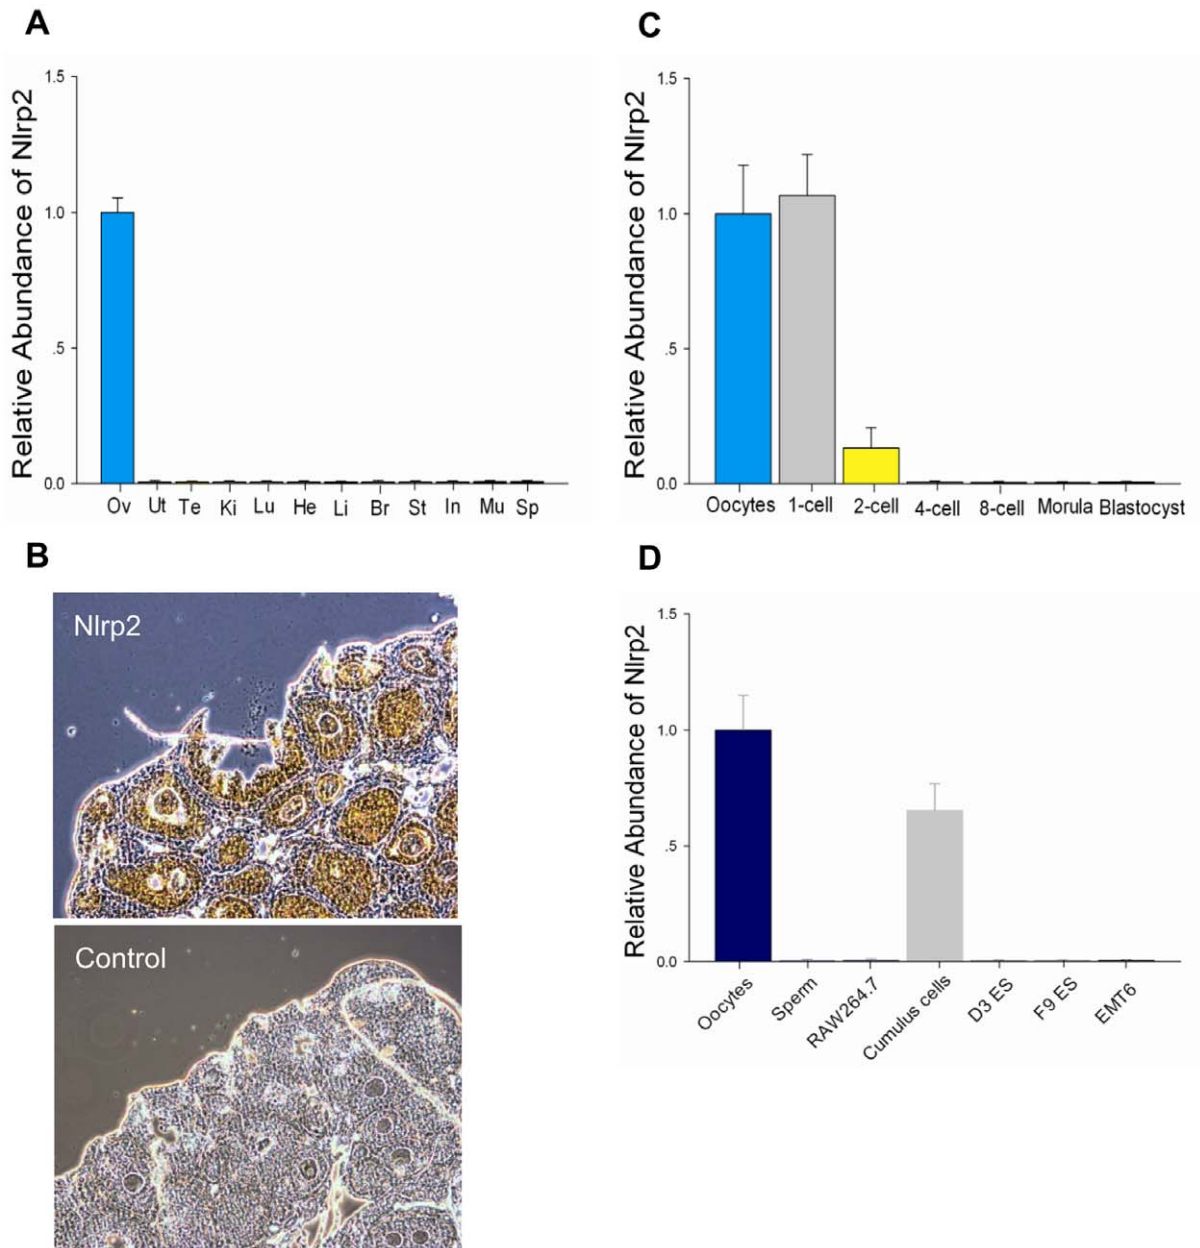 A
Relative Abundance of Nlrp2
1.5
1.0
.5
0.0
Ov Ut Te Ki Lu He Li Br St In Mu Sp
B
Nlrp2
Control
C
Relative Abundance of Nlrp2
1.5
1.0
.5
0.0
Oocytes 1-cell 2-cell 4-cell 8-cell Morula Blastocyst
D
Relative Abundance of Nlrp2
1.5
1.0
.5
0.0
Oocytes
Sperm
RAW264.7
Cumulus cells
D3 ES
F9 ES
EMT6